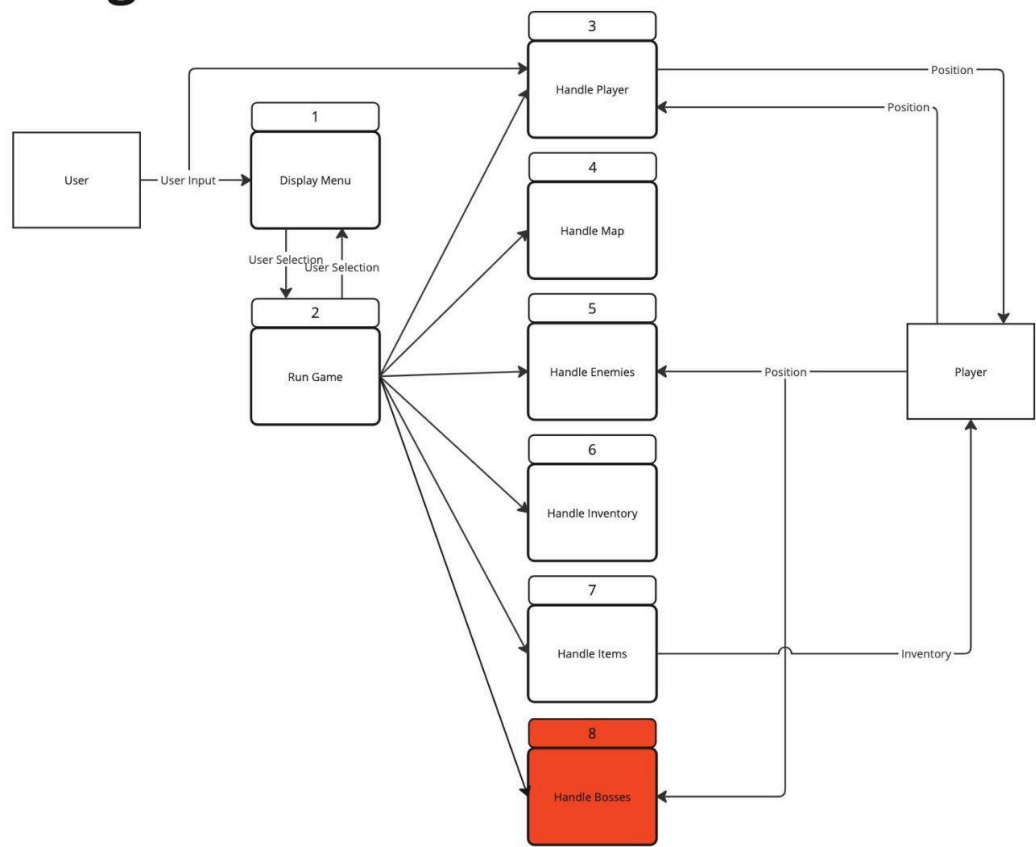 3
Handle Player
Position
Position
1
User
User Input
Display Menu
4
Handle Map
User Selection
User Selection
2
Run Game
5
Handle Enemies
Position
Player
6
Handle Inventory
7
Handle Items
Inventory
8
Handle Bosses